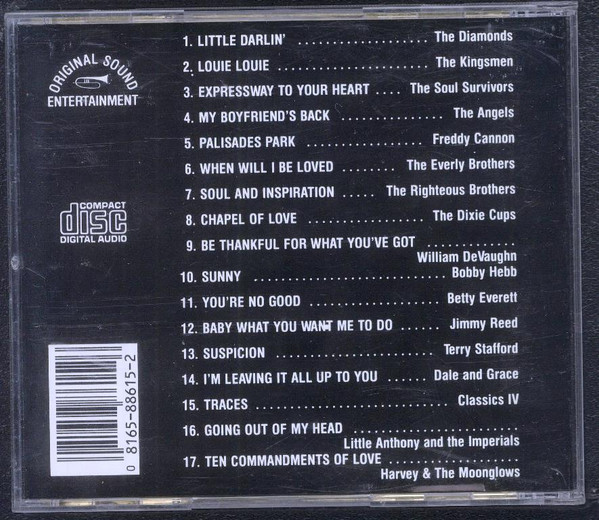 ORIGINAL SOUND
ENTERTAINMENT
COMPACT
disc
DIGITAL AUDIO
0 8165-88615-2
1. LITTLE DARLIN' .................. The Diamonds
2. LOUIE LOUIE ...................... The Kingsmen
3. EXPRESSWAY TO YOUR HEART .... The Soul Survivors
4. MY BOYFRIEND'S BACK ............... The Angels
5. PALISADES PARK ................. Freddy Cannon
6. WHEN WILL I BE LOVED ........ The Everly Brothers
7. SOUL AND INSPIRATION ..... The Righteous Brothers
8. CHAPEL OF LOVE ................. The Dixie Cups
9. BE THANKFUL FOR WHAT YOU'VE GOT .............
William DeVaughn
10. SUNNY ............................ Bobby Hebb
11. YOU'RE NO GOOD ..................... Betty Everett
12. BABY WHAT YOU WANT ME TO DO ...... Jimmy Reed
13. SUSPICION ........................ Terry Stafford
14. I'M LEAVING IT ALL UP TO YOU ...... Dale and Grace
15. TRACES ............................. Classics IV
16. GOING OUT OF MY HEAD .........................
Little Anthony and the Imperials
17. TEN COMMANDMENTS OF LOVE ...................
Harvey & The Moonglows